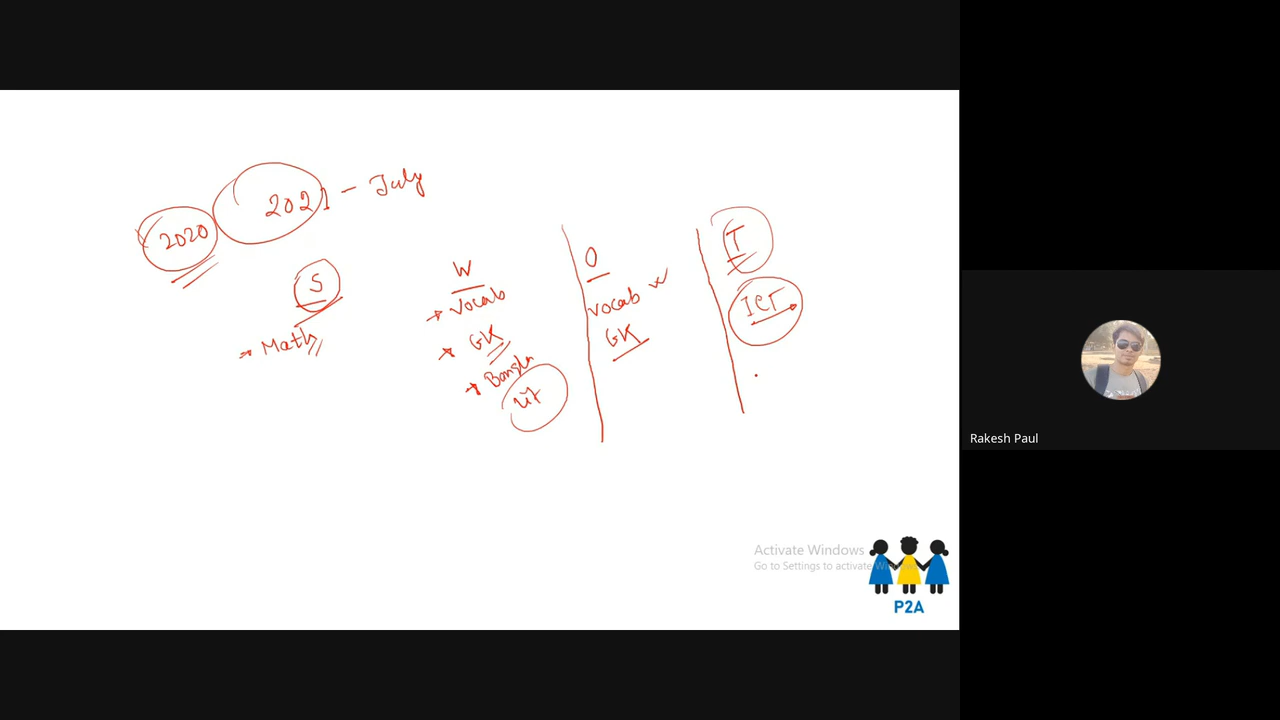 2020
2021 - July
S
Math
W
Vocab
GK
Bangla
lit
O
Vocab
GK
T
ICT
Activate Windows
Go to Settings to activate Windows.
P2A
Rakesh Paul